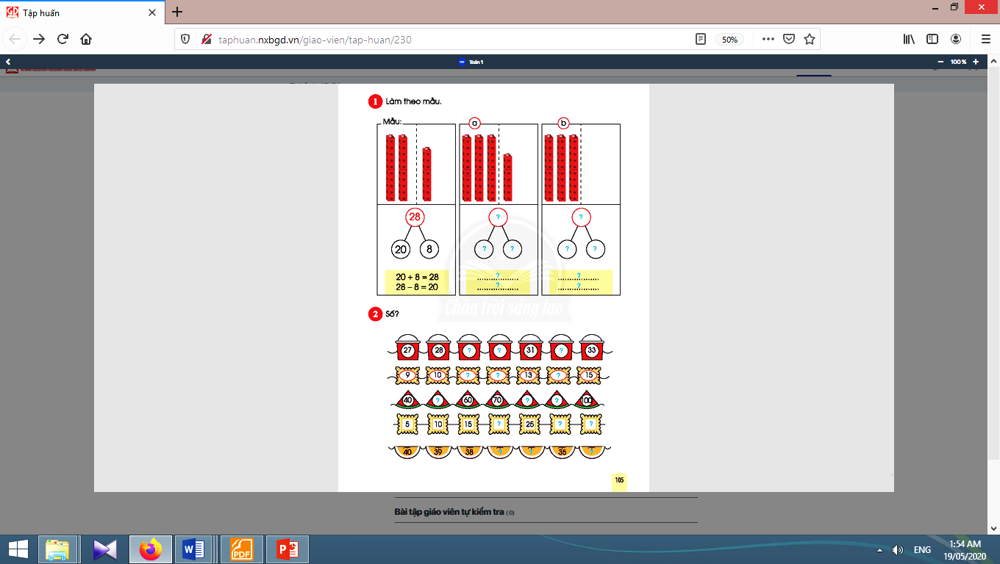 Tập huấn
taphuan.nxbgd.vn/giao-vien/tap-huan/230
50%
Toán 1
100 %
1 Làm theo mẫu.
Mẫu:
a
b
28
?
?
20 8
? ?
? ?
20 + 8 = 28
28 – 8 = 20
?
?
?
?
Chân trời sáng tạo
2 Số?
27 28 ? ? 31 ? 33
9 10 ? ? 13 ? 15
40 ? 60 70 ? ? 100
5 10 15 ? 25 ? ?
40 39 38 ? ? 35 ?
105
Bài tập giáo viên tự kiểm tra (0)
PDF
ENG
1:54 AM
19/05/2020